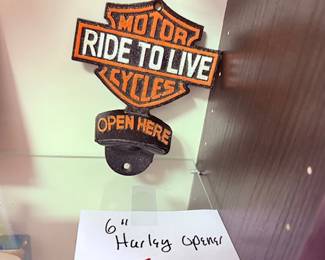 MOTOR
RIDE TO LIVE
CYCLES
OPEN HERE
6"
Harley Opener